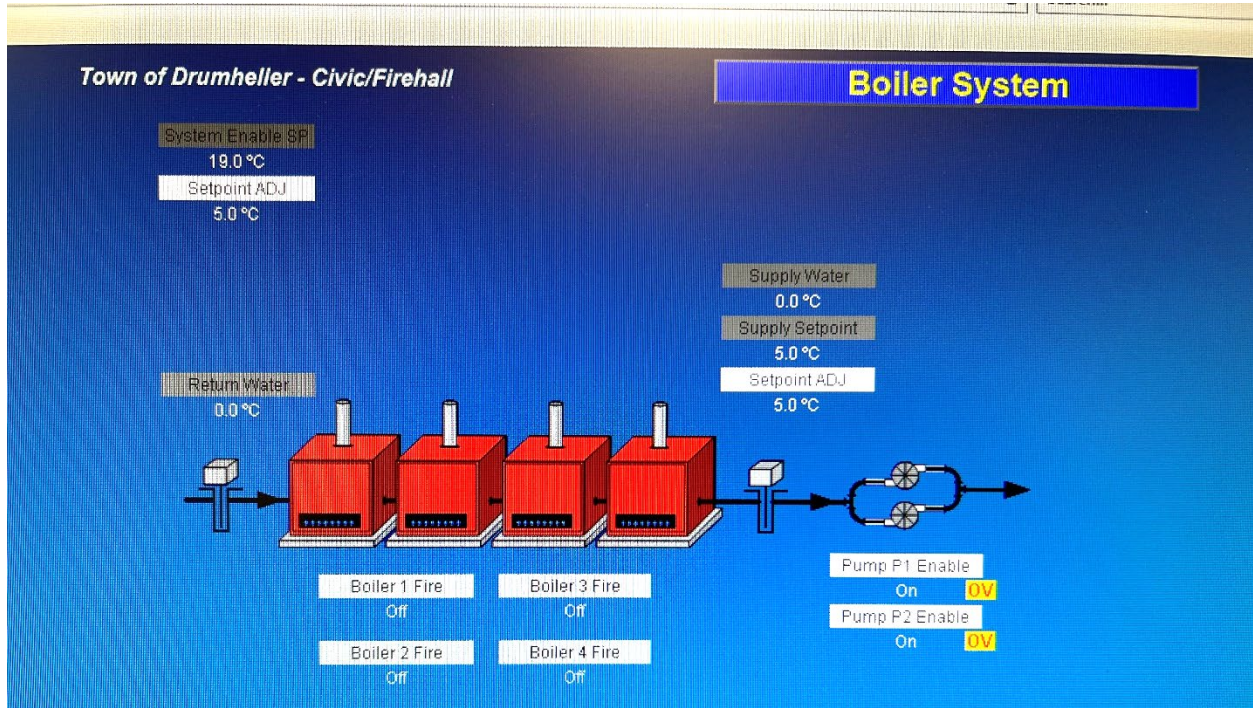 Town of Drumheller - Civic/Firehall
Boiler System
System Enable SP
19.0 °C
Setpoint ADJ
5.0 °C
Supply Water
0.0 °C
Supply Setpoint
5.0 °C
Setpoint ADJ
5.0 °C
Return Water
0.0 °C
Boiler 1 Fire
Off
Boiler 3 Fire
Off
Boiler 2 Fire
Off
Boiler 4 Fire
Off
Pump P1 Enable
On OV
Pump P2 Enable
On OV